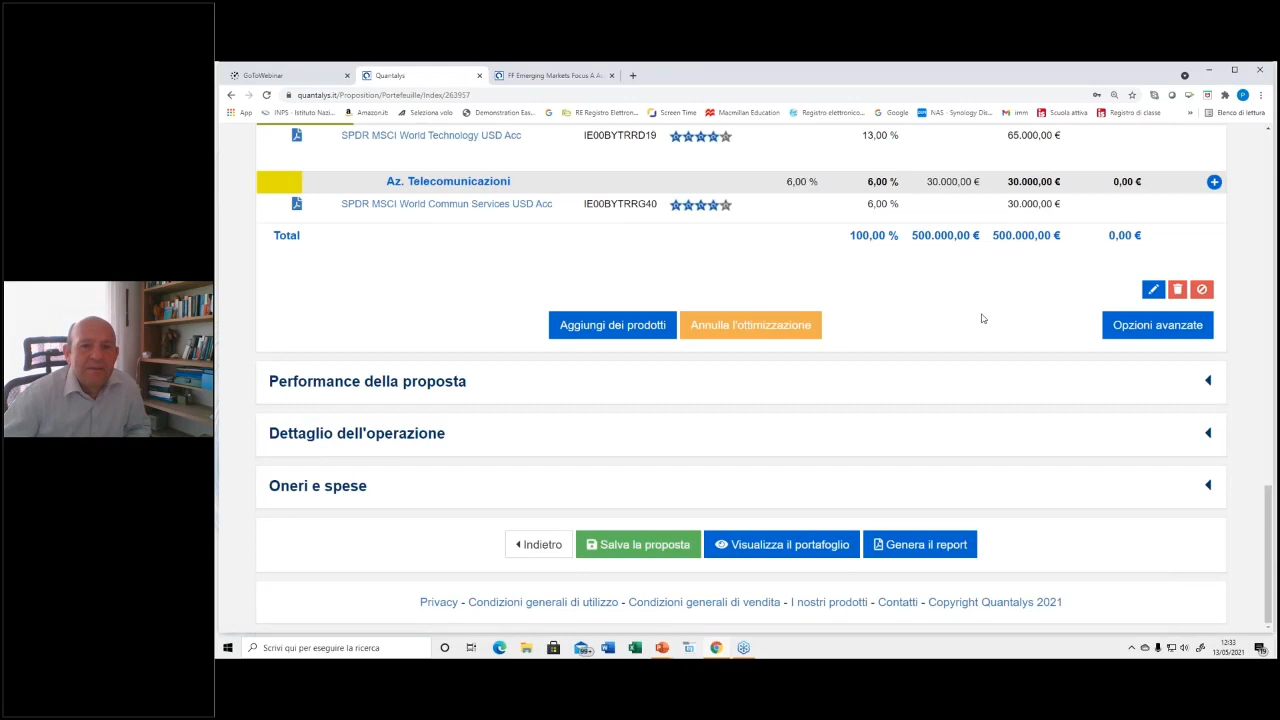 GoToWebinar
Quantalys
FF Emerging Markets Focus A Ac
quantalys.it/Proposition/Portefeuille/Index/263957
App
INPS - Istituto Nazi...
Amazon.it
Seleziona volo
Demonstration Eas...
RE Registro Elettron...
Screen Time
Macmillan Education
Registro elettronico...
Google
NAS - Synology Dis...
imm
Scuola attiva
Registro di classe
»
Elenco di lettura
SPDR MSCI World Technology USD Acc IE00BYTRRD19 13,00 % 65.000,00 €
Az. Telecomunicazioni 6,00 % 6,00 % 30.000,00 € 30.000,00 € 0,00 €
SPDR MSCI World Commun Services USD Acc IE00BYTRRG40 6,00 % 30.000,00 €
Total 100,00 % 500.000,00 € 500.000,00 € 0,00 €
Aggiungi dei prodotti
Annulla l'ottimizzazione
Opzioni avanzate
Performance della proposta
Dettaglio dell'operazione
Oneri e spese
Indietro
Salva la proposta
Visualizza il portafoglio
Genera il report
Privacy - Condizioni generali di utilizzo - Condizioni generali di vendita - I nostri prodotti - Contatti - Copyright Quantalys 2021
Scrivi qui per eseguire la ricerca
99+
12:33
13/05/2021